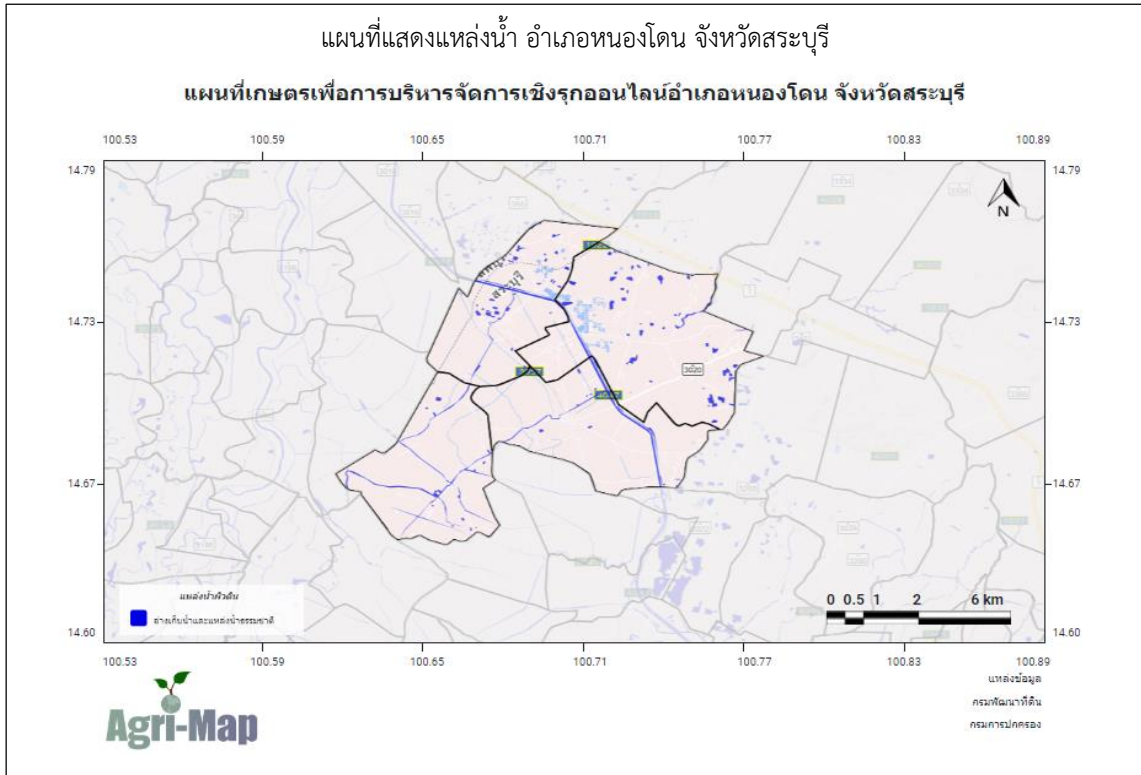 แผนที่แสดงแหล่งน้ำ อำเภอหนองโดน จังหวัดสระบุรี
แผนที่เกษตรเพื่อการบริหารจัดการเชิงรุกออนไลน์อำเภอหนองโดน จังหวัดสระบุรี
100.53 100.59 100.65 100.71 100.77 100.83 100.89
14.79 14.79
N
สระบุรี
14.73 14.73
3020
14.67 14.67
แหล่งน้ำผิวดิน
อ่างเก็บน้ำและแหล่งน้ำธรรมชาติ
0 0.5 1 2 6 km
14.60 14.60
100.53 100.59 100.65 100.71 100.77 100.83 100.89
แหล่งข้อมูล
กรมพัฒนาที่ดิน
กรมการปกครอง
Agri-Map